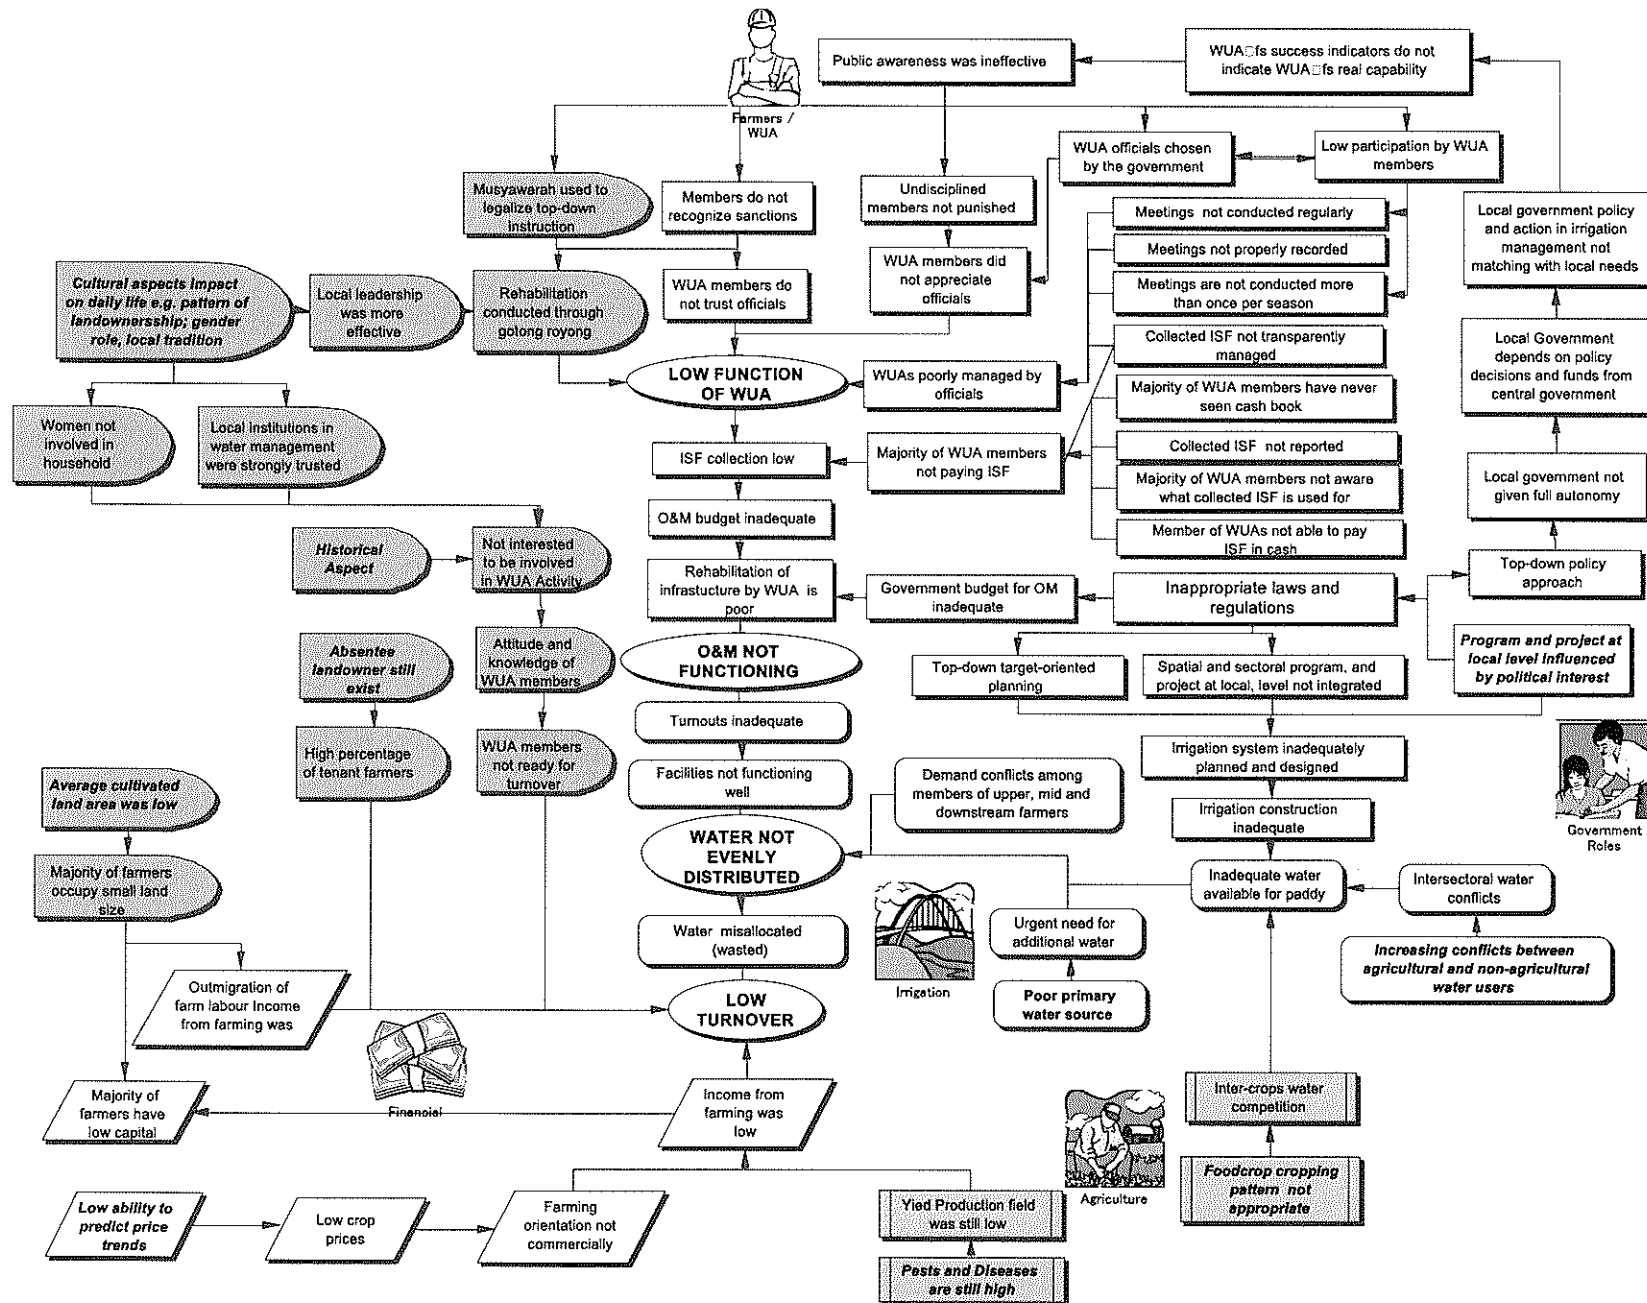 Farmers /
WUA
Public awareness was ineffective
WUA□fs success indicators do not
indicate WUA□fs real capability
WUA officials chosen
by the government
Low participation by WUA
members
Musyawarah used to
legalize top-down
instruction
Members do not
recognize sanctions
Undisciplined
members not punished
Meetings not conducted regularly
Meetings not properly recorded
Meetings are not conducted more
than once per season
Local government policy
and action in irrigation
management not
matching with local needs
Cultural aspects impact
on daily life e.g. pattern of
landownersship; gender
role, local tradition
Local leadership
was more
effective
Rehabilitation
conducted through
gotong royong
WUA members do
not trust officials
WUA members did
not appreciate
officials
Collected ISF not transparently
managed
Local Government
depends on policy
decisions and funds from
central government
LOW FUNCTION
OF WUA
WUAs poorly managed by
officials
Majority of WUA members have never
seen cash book
Women not
involved in
household
Local institutions in
water management
were strongly trusted
ISF collection low
Majority of WUA members
not paying ISF
Collected ISF not reported
Majority of WUA members not aware
what collected ISF is used for
Member of WUAs not able to pay
ISF in cash
Local government not
given full autonomy
O&M budget inadequate
Historical
Aspect
Not interested
to be involved
in WUA Activity
Rehabilitation of
infrastucture by WUA is
poor
Government budget for OM
inadequate
Inappropriate laws and
regulations
Top-down policy
approach
Absentee
landowner still
exist
Attitude and
knowledge of
WUA members
O&M NOT
FUNCTIONING
Top-down target-oriented
planning
Spatial and sectoral program, and
project at local, level not integrated
Program and project at
local level Influenced
by political interest
Turnouts inadequate
High percentage
of tenant farmers
WUA members
not ready for
turnover
Facilities not functioning
well
Demand conflicts among
members of upper, mid and
downstream farmers
Irrigation system inadequately
planned and designed
Irrigation construction
inadequate
Government
Roles
Average cultivated
land area was low
Majority of farmers
occupy small land
size
WATER NOT
EVENLY
DISTRIBUTED
Inadequate water
available for paddy
Intersectoral water
conflicts
Water misallocated
(wasted)
Irrigation
Urgent need for
additional water
Poor primary
water source
Increasing conflicts between
agricultural and non-agricultural
water users
Outmigration of
farm labour Income
from farming was
LOW
TURNOVER
Financial
Majority of
farmers have
low capital
Income from
farming was
low
Agriculture
Inter-crops water
competition
Foodcrop cropping
pattern not
appropriate
Low ability to
predict price
trends
Low crop
prices
Farming
orientation not
commercially
Yied Production field
was still low
Pests and Diseases
are still high